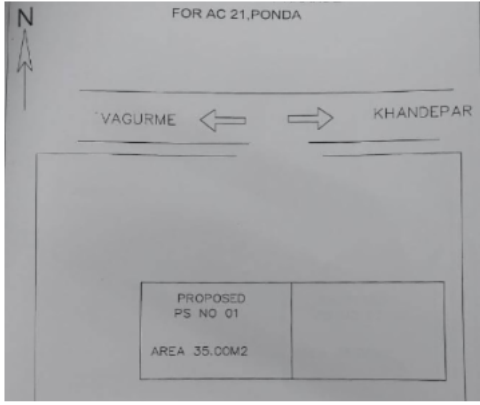 FOR AC 21,PONDA
N
VAGURME
KHANDEPAR
PROPOSED
PS NO 01
AREA 35.00M2